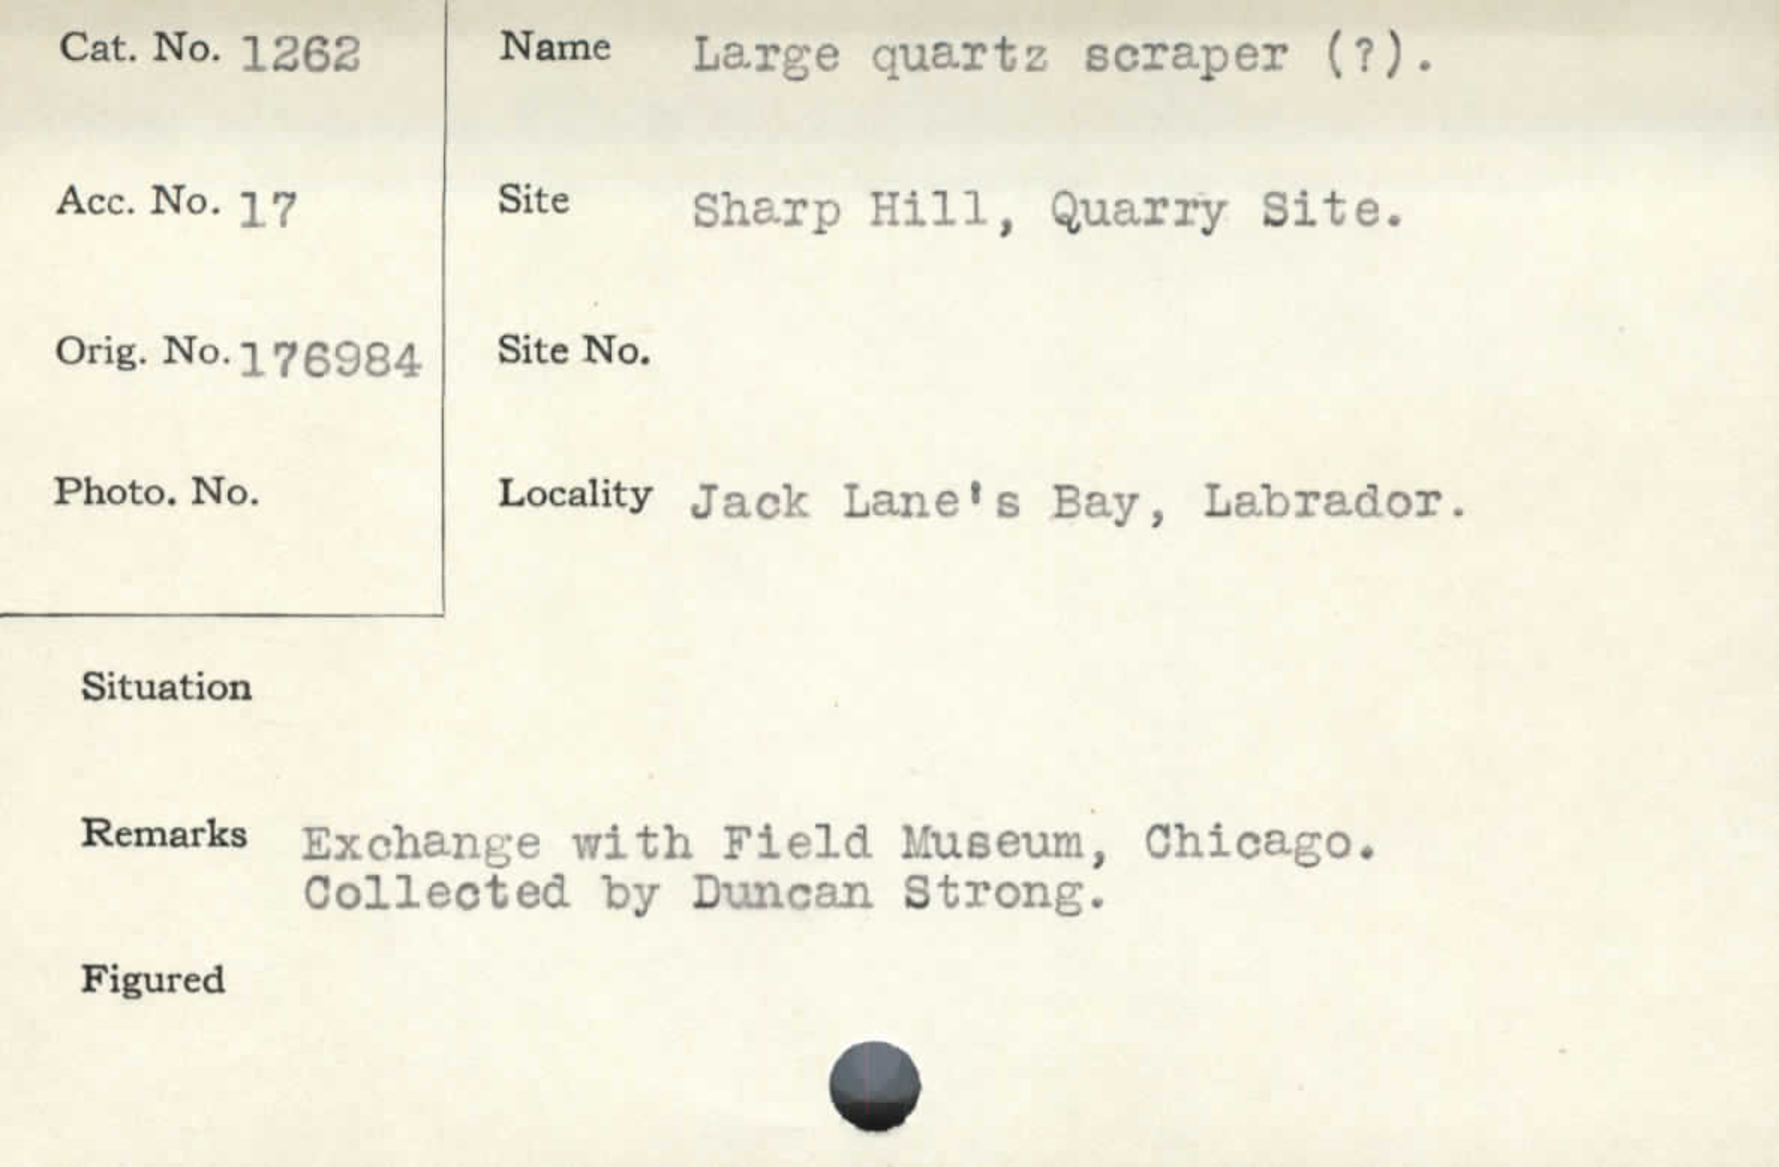 Cat. No. 1262
Name Large quartz scraper (?).
Acc. No. 17
Site Sharp Hill, Quarry Site.
Orig. No. 176984
Site No.
Photo. No.
Locality Jack Lane's Bay, Labrador.
Situation
Remarks Exchange with Field Museum, Chicago.
Collected by Duncan Strong.
Figured